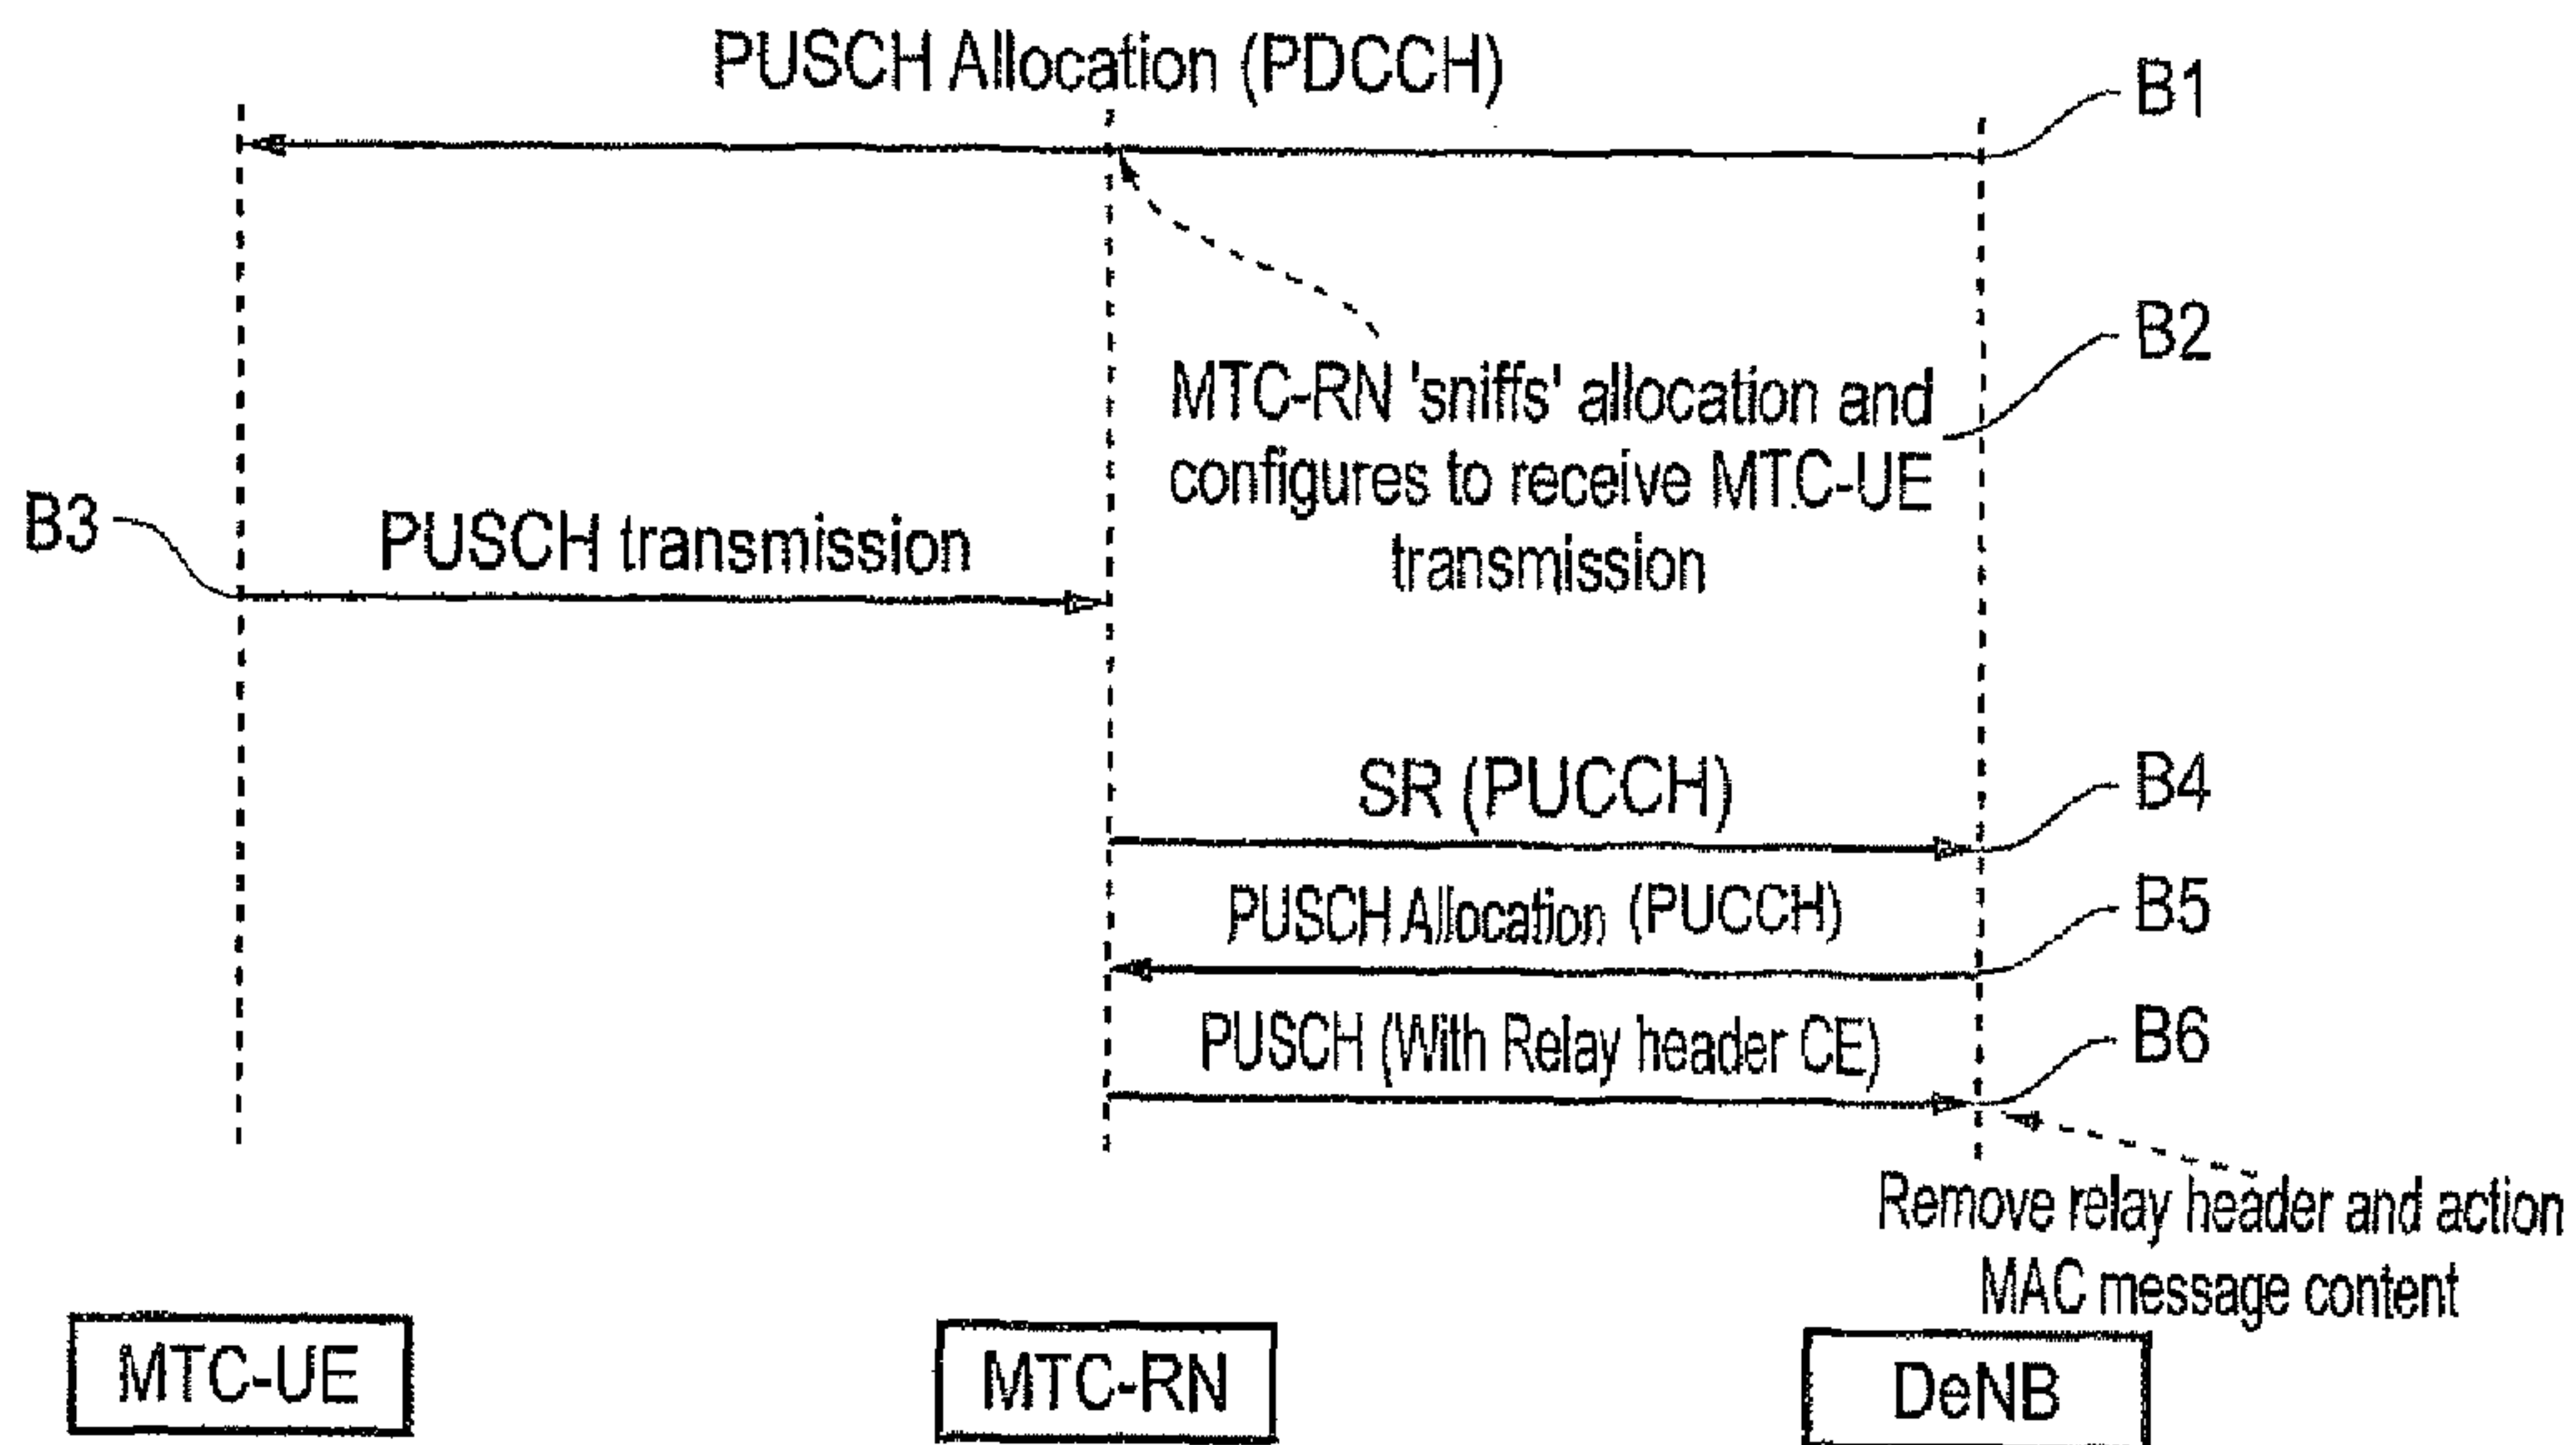 PUSCH Allocation (PDCCH)
B1
B2
MTC-RN 'sniffs' allocation and
configures to receive MTC-UE
transmission
B3
PUSCH transmission
SR (PUCCH)
B4
PUSCH Allocation (PUCCH)
B5
PUSCH (With Relay header CE)
B6
Remove relay header and action
MAC message content
MTC-UE
MTC-RN
DeNB